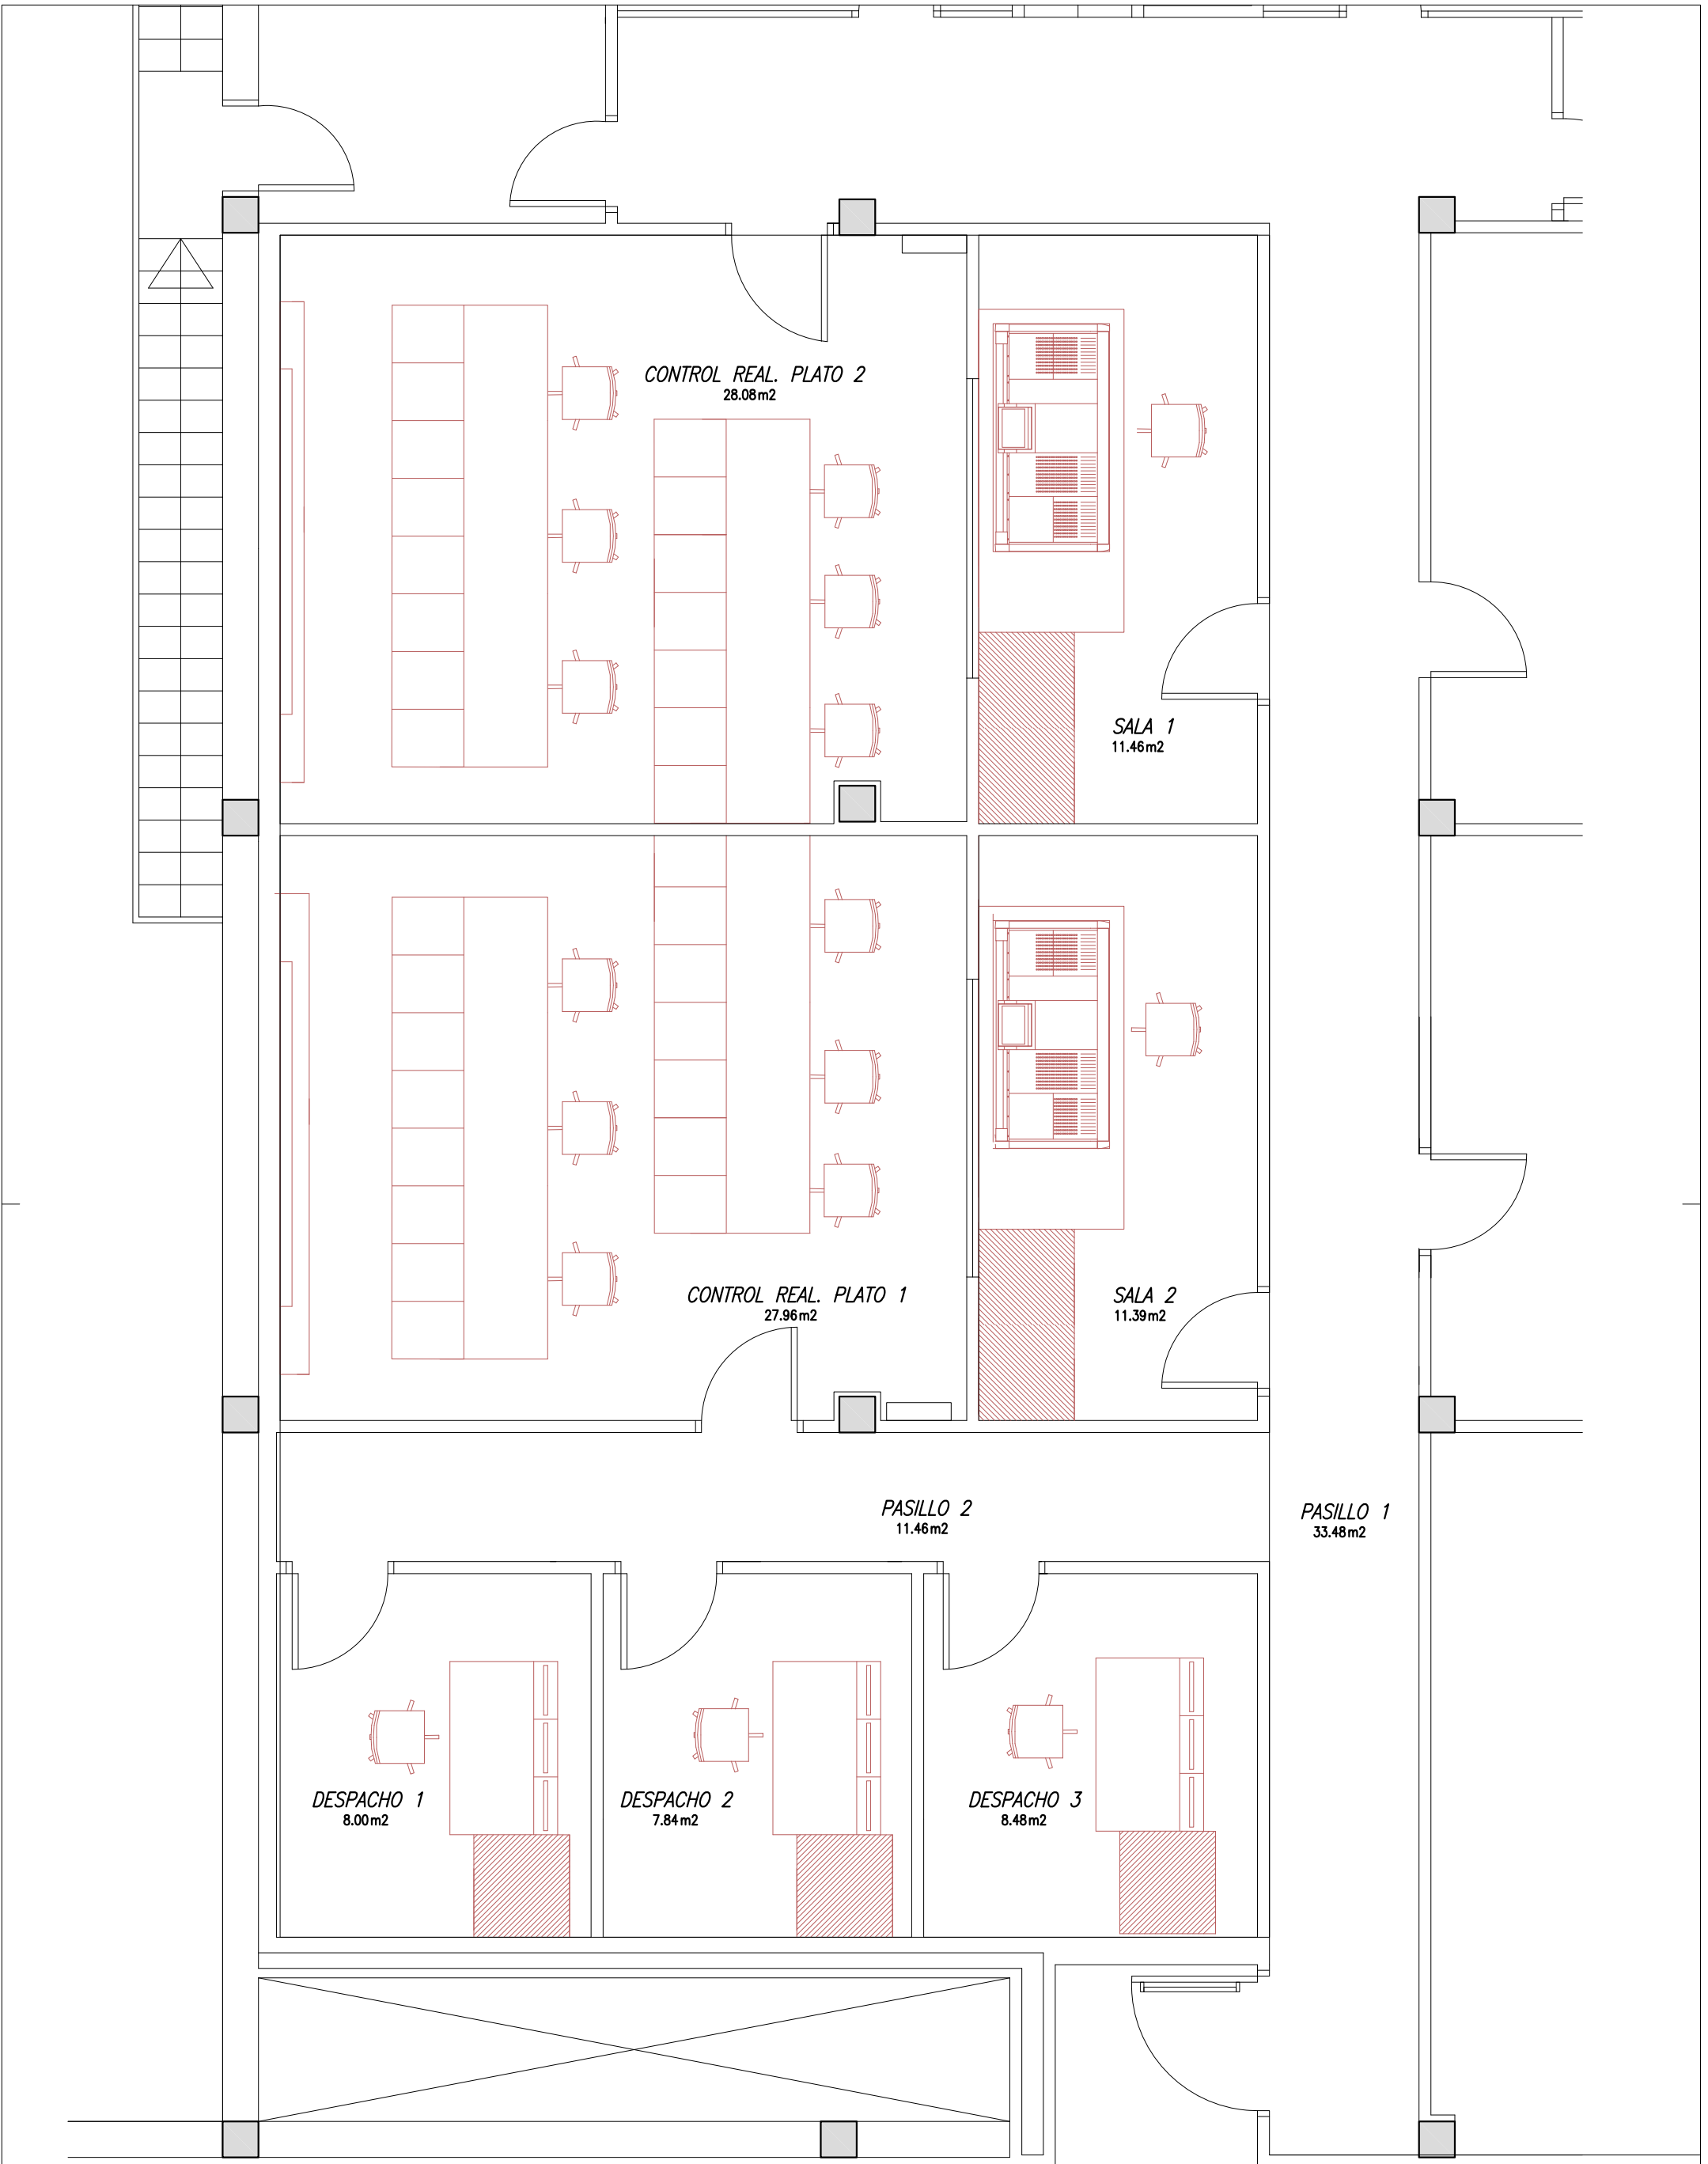 CONTROL REAL. PLATO 2
28.08m2
SALA 1
11.46m2
CONTROL REAL. PLATO 1
27.96m2
SALA 2
11.39m2
PASILLO 2
11.46m2
PASILLO 1
33.48m2
DESPACHO 1
8.00m2
DESPACHO 2
7.84m2
DESPACHO 3
8.48m2